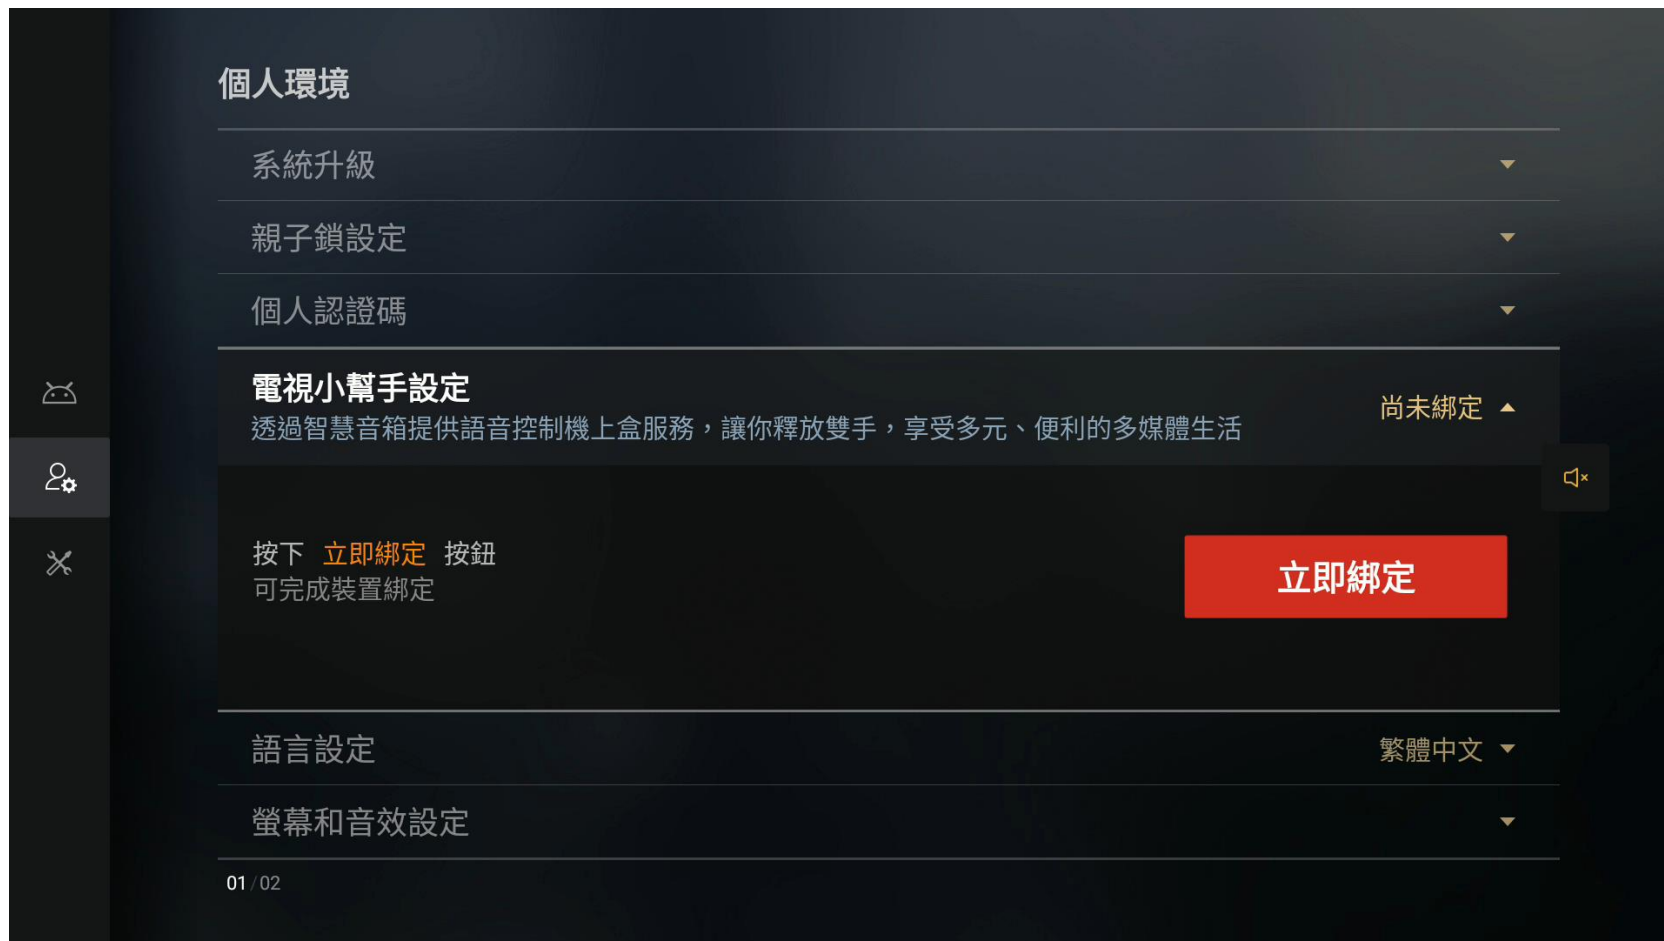 個人環境
系統升級
親子鎖設定
個人認證碼
電視小幫手設定
透過智慧音箱提供語音控制機上盒服務，讓你釋放雙手，享受多元、便利的多媒體生活
尚未綁定
按下 立即綁定 按鈕
可完成裝置綁定
立即綁定
語言設定 繁體中文
螢幕和音效設定
01/02